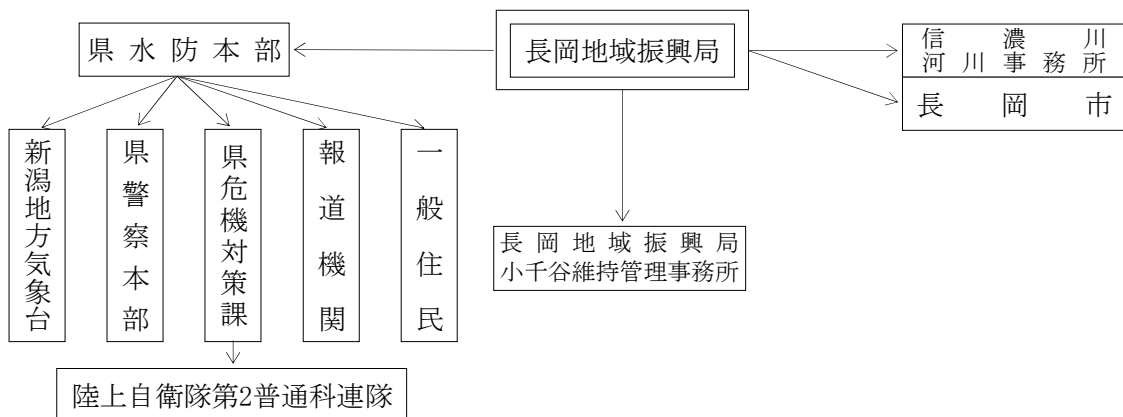 県水防本部
長岡地域振興局
信濃川
河川事務所
長岡市
新潟地方気象台
県警察本部
県危機対策課
報道機関
一般住民
長岡地域振興局
小千谷維持管理事務所
陸上自衛隊第2普通科連隊